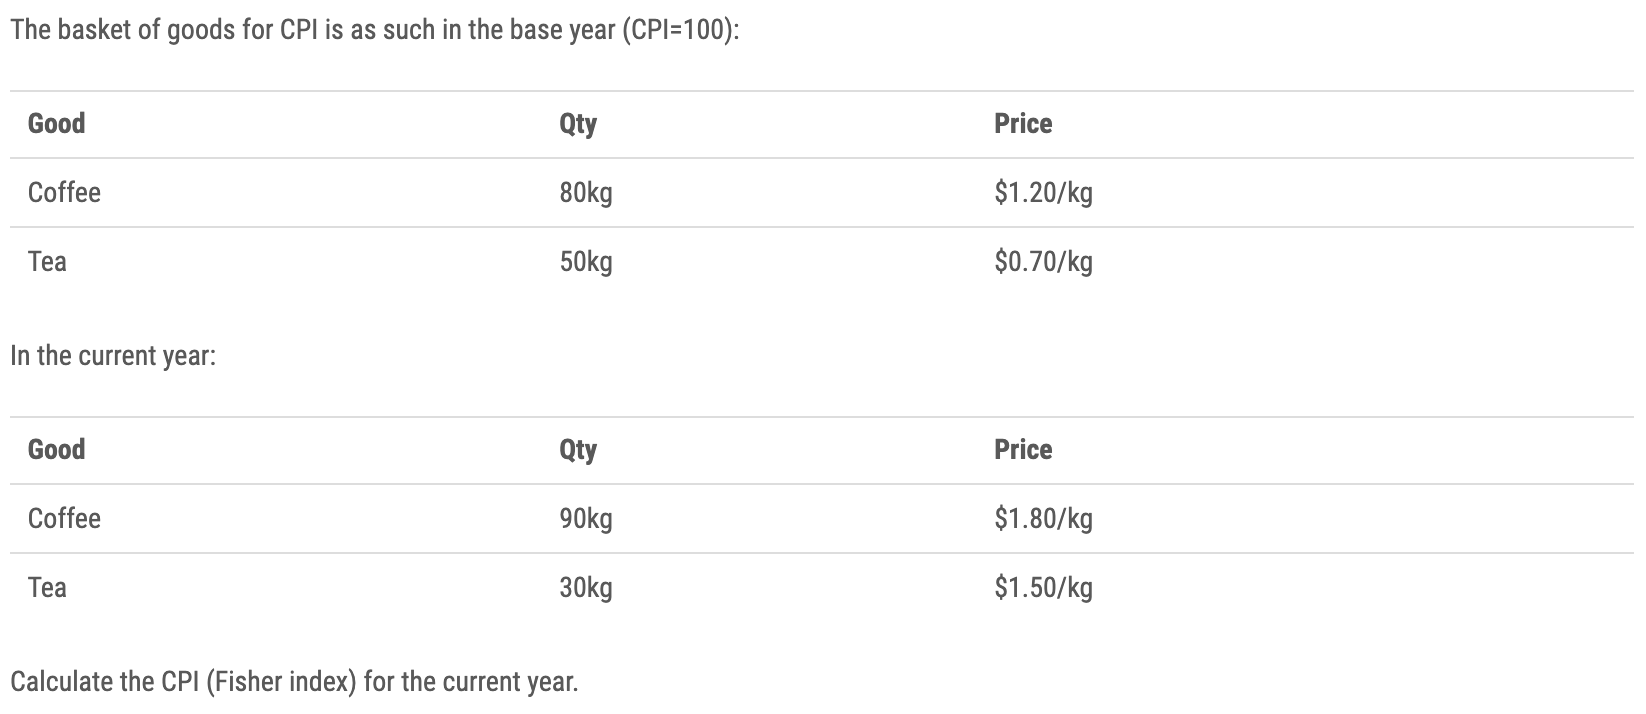 The basket of goods for CPI is as such in the base year (CPI=100):
Good Qty Price
Coffee 80kg $1.20/kg
Tea 50kg $0.70/kg
In the current year:
Good Qty Price
Coffee 90kg $1.80/kg
Tea 30kg $1.50/kg
Calculate the CPI (Fisher index) for the current year.